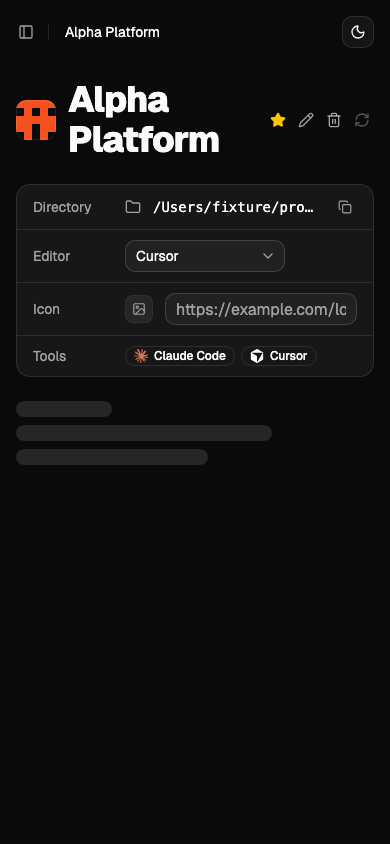 Alpha Platform
Alpha
Platform
Directory
/Users/fixture/pro…
Editor
Cursor
Icon
https://example.com/lo
Tools
Claude Code
Cursor